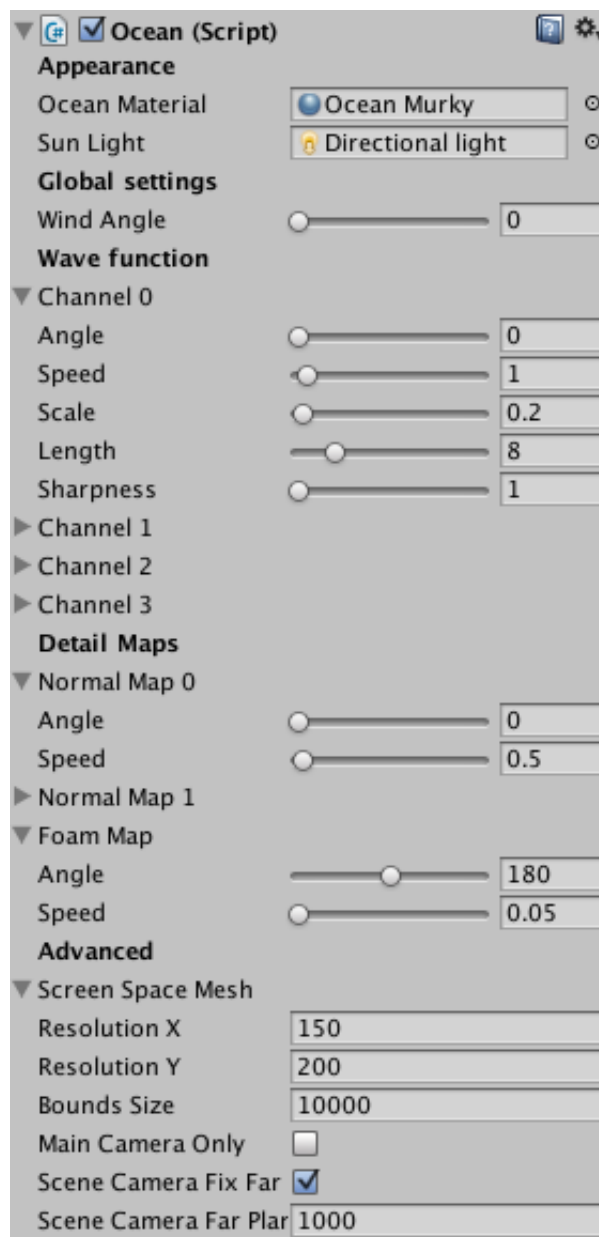 Ocean (Script)
Appearance
Ocean Material Ocean Murky
Sun Light Directional light
Global settings
Wind Angle 0
Wave function
Channel 0
Angle 0
Speed 1
Scale 0.2
Length 8
Sharpness 1
Channel 1
Channel 2
Channel 3
Detail Maps
Normal Map 0
Angle 0
Speed 0.5
Normal Map 1
Foam Map
Angle 180
Speed 0.05
Advanced
Screen Space Mesh
Resolution X 150
Resolution Y 200
Bounds Size 10000
Main Camera Only
Scene Camera Fix Far
Scene Camera Far Plar 1000